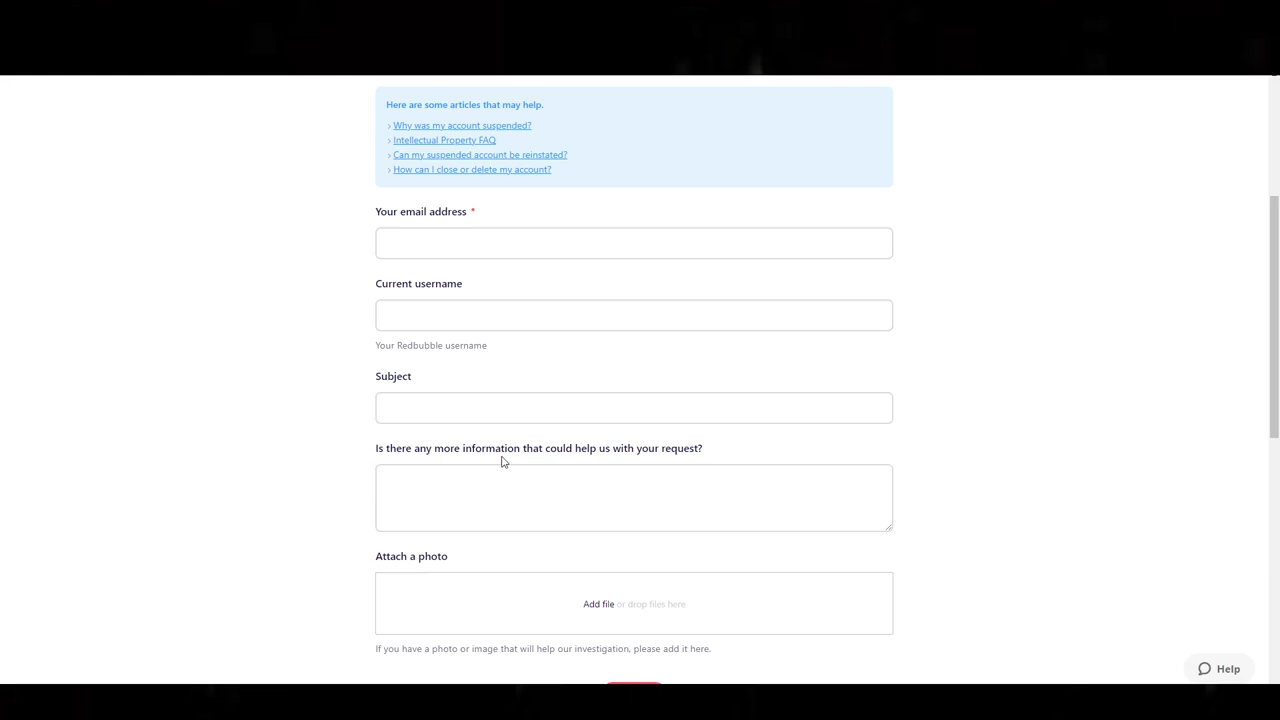 Here are some articles that may help.
› Why was my account suspended?
› Intellectual Property FAQ
› Can my suspended account be reinstated?
› How can I close or delete my account?
Your email address *
Current username
Your Redbubble username
Subject
Is there any more information that could help us with your request?
Attach a photo
Add file or drop files here
If you have a photo or image that will help our investigation, please add it here.
Help